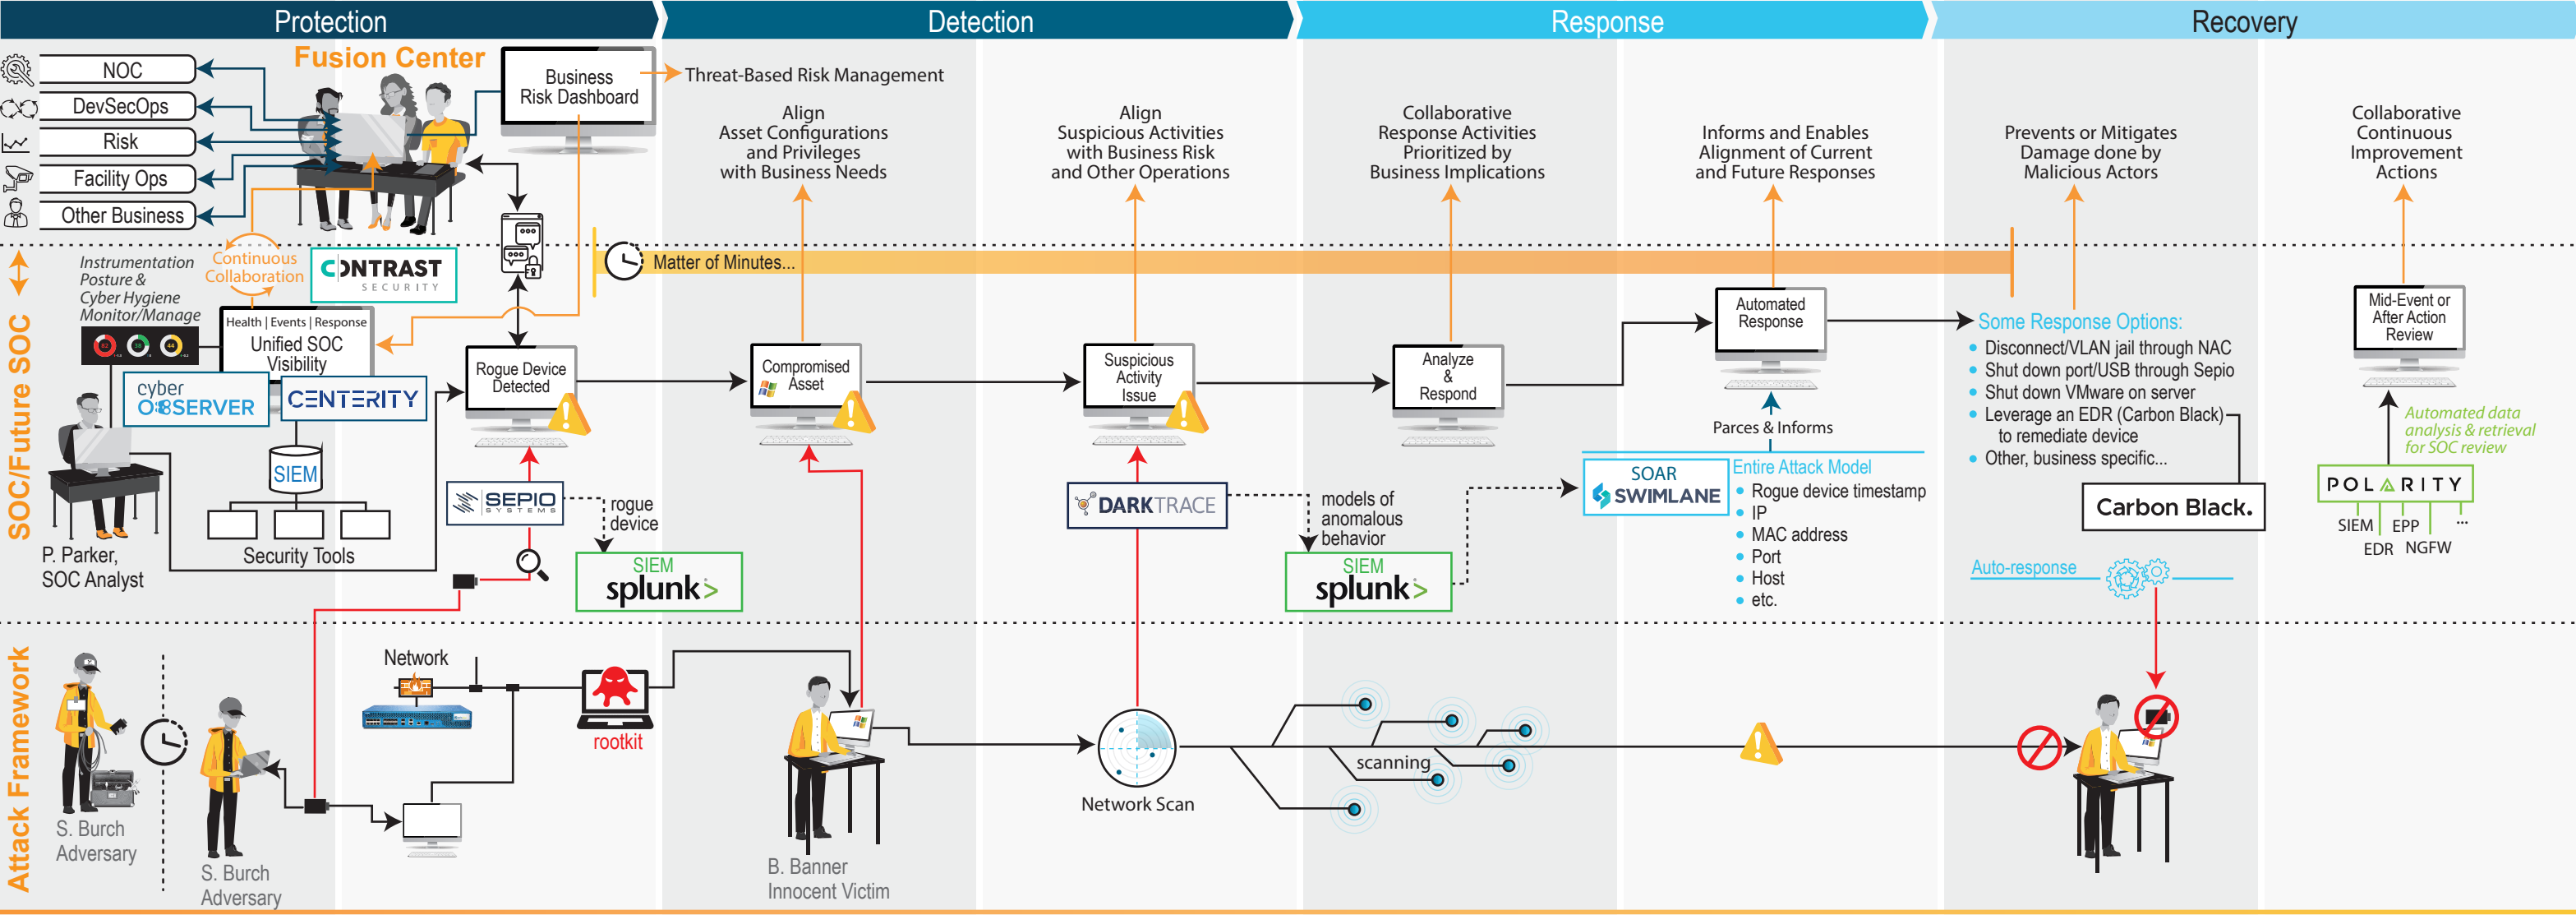 Protection
Detection
Response
Recovery
Fusion Center
NOC
DevSecOps
Risk
Facility Ops
Other Business
Business
Risk Dashboard
Threat-Based Risk Management
Align
Asset Configurations
and Privileges
with Business Needs
Align
Suspicious Activities
with Business Risk
and Other Operations
Collaborative
Response Activities
Prioritized by
Business Implications
Informs and Enables
Alignment of Current
and Future Responses
Prevents or Mitigates
Damage done by
Malicious Actors
Collaborative
Continuous
Improvement
Actions
SOC/Future SOC
Instrumentation
Posture &
Cyber Hygiene
Monitor/Manage
Continuous
Collaboration
CONTRAST
SECURITY
Matter of Minutes...
Health | Events | Response
Unified SOC
Visibility
cyber
OBSERVER
CENTERITY
SIEM
Security Tools
P. Parker,
SOC Analyst
Rogue Device
Detected
SEPIO
SYSTEMS
rogue
device
SIEM
splunk>
Compromised
Asset
Suspicious
Activity
Issue
DARKTRACE
models of
anomalous
behavior
SIEM
splunk>
Analyze
&
Respond
Automated
Response
Parces & Informs
SOAR
SWIMLANE
Entire Attack Model
• Rogue device timestamp
• IP
• MAC address
• Port
• Host
• etc.
Some Response Options:
• Disconnect/VLAN jail through NAC
• Shut down port/USB through Sepio
• Shut down VMware on server
• Leverage an EDR (Carbon Black)
to remediate device
• Other, business specific...
Carbon Black.
Auto-response
Mid-Event or
After Action
Review
Automated data
analysis & retrieval
for SOC review
POLARITY
SIEM
EPP
...
EDR
NGFW
Attack Framework
S. Burch
Adversary
S. Burch
Adversary
Network
rootkit
B. Banner
Innocent Victim
Network Scan
scanning